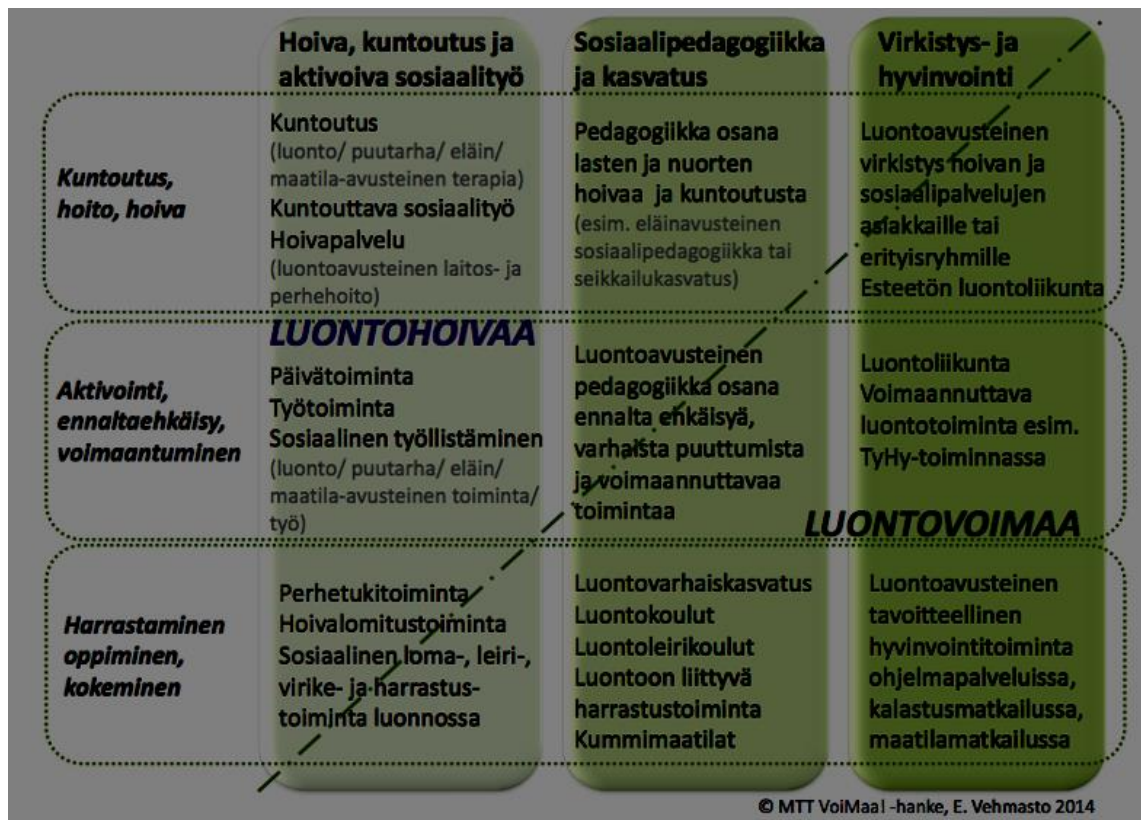 Hoiva, kuntoutus ja
aktivoiva sosiaalityö
Sosiaalipedagogiikka
ja kasvatus
Virkistys- ja
hyvinvointi
Kuntoutus,
hoito, hoiva
Kuntoutus
(luonto/ puutarha/ eläin/
maatila-avusteinen terapia)
Kuntouttava sosiaalityö
Hoivapalvelu
(luontoavusteinen laitos- ja
perhehoito)
Pedagogiikka osana
lasten ja nuorten
hoivaa ja kuntoutusta
(esim. eläinavusteinen
sosiaalipedagogiikka tai
seikkailukasvatus)
Luontoavusteinen
virkistys hoivan ja
sosiaalipalvelujen
asiakkaille tai
erityisryhmille
Esteetön luontoliikunta
LUONTOHOIVAA
Aktivointi,
ennaltaehkäisy,
voimaantuminen
Päivätoiminta
Työtoiminta
Sosiaalinen työllistäminen
(luonto/ puutarha/ eläin/
maatila-avusteinen toiminta/
työ)
Luontoavusteinen
pedagogiikka osana
ennalta ehkäisyä,
varhaista puuttumista
ja voimaannuttavaa
toimintaa
Luontoliikunta
Voimaannuttava
luontotoiminta esim.
TyHy-toiminnassa
LUONTOVOIMAA
Harrastaminen
oppiminen,
kokeminen
Perhetukitoiminta
Hoivalomitustoiminta
Sosiaalinen loma-, leiri-,
virike- ja harrastus-
toiminta luonnossa
Luontovarhaiskasvatus
Luontokoulut
Luontoleirikoulut
Luontoon liittyvä
harrastustoiminta
Kummimaatilat
Luontoavusteinen
tavoitteellinen
hyvinvointitoiminta
ohjelmapalveluissa,
kalastusmatkailussa,
maatilamatkailussa
© MTT VoiMaa! -hanke, E. Vehmasto 2014